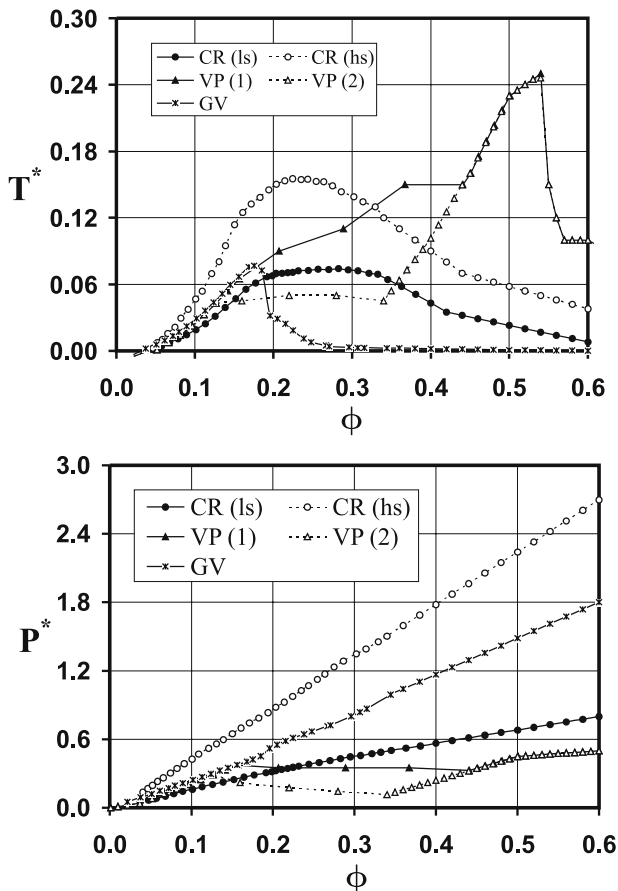 0.30
CR (ls) CR (hs)
VP (1) VP (2)
GV
0.24
0.18
T*
0.12
0.06
0.00
0.0 0.1 0.2 0.3 0.4 0.5 0.6
ϕ
3.0
CR (ls) CR (hs)
VP (1) VP (2)
GV
2.4
1.8
P*
1.2
0.6
0.0
0.0 0.1 0.2 0.3 0.4 0.5 0.6
ϕ